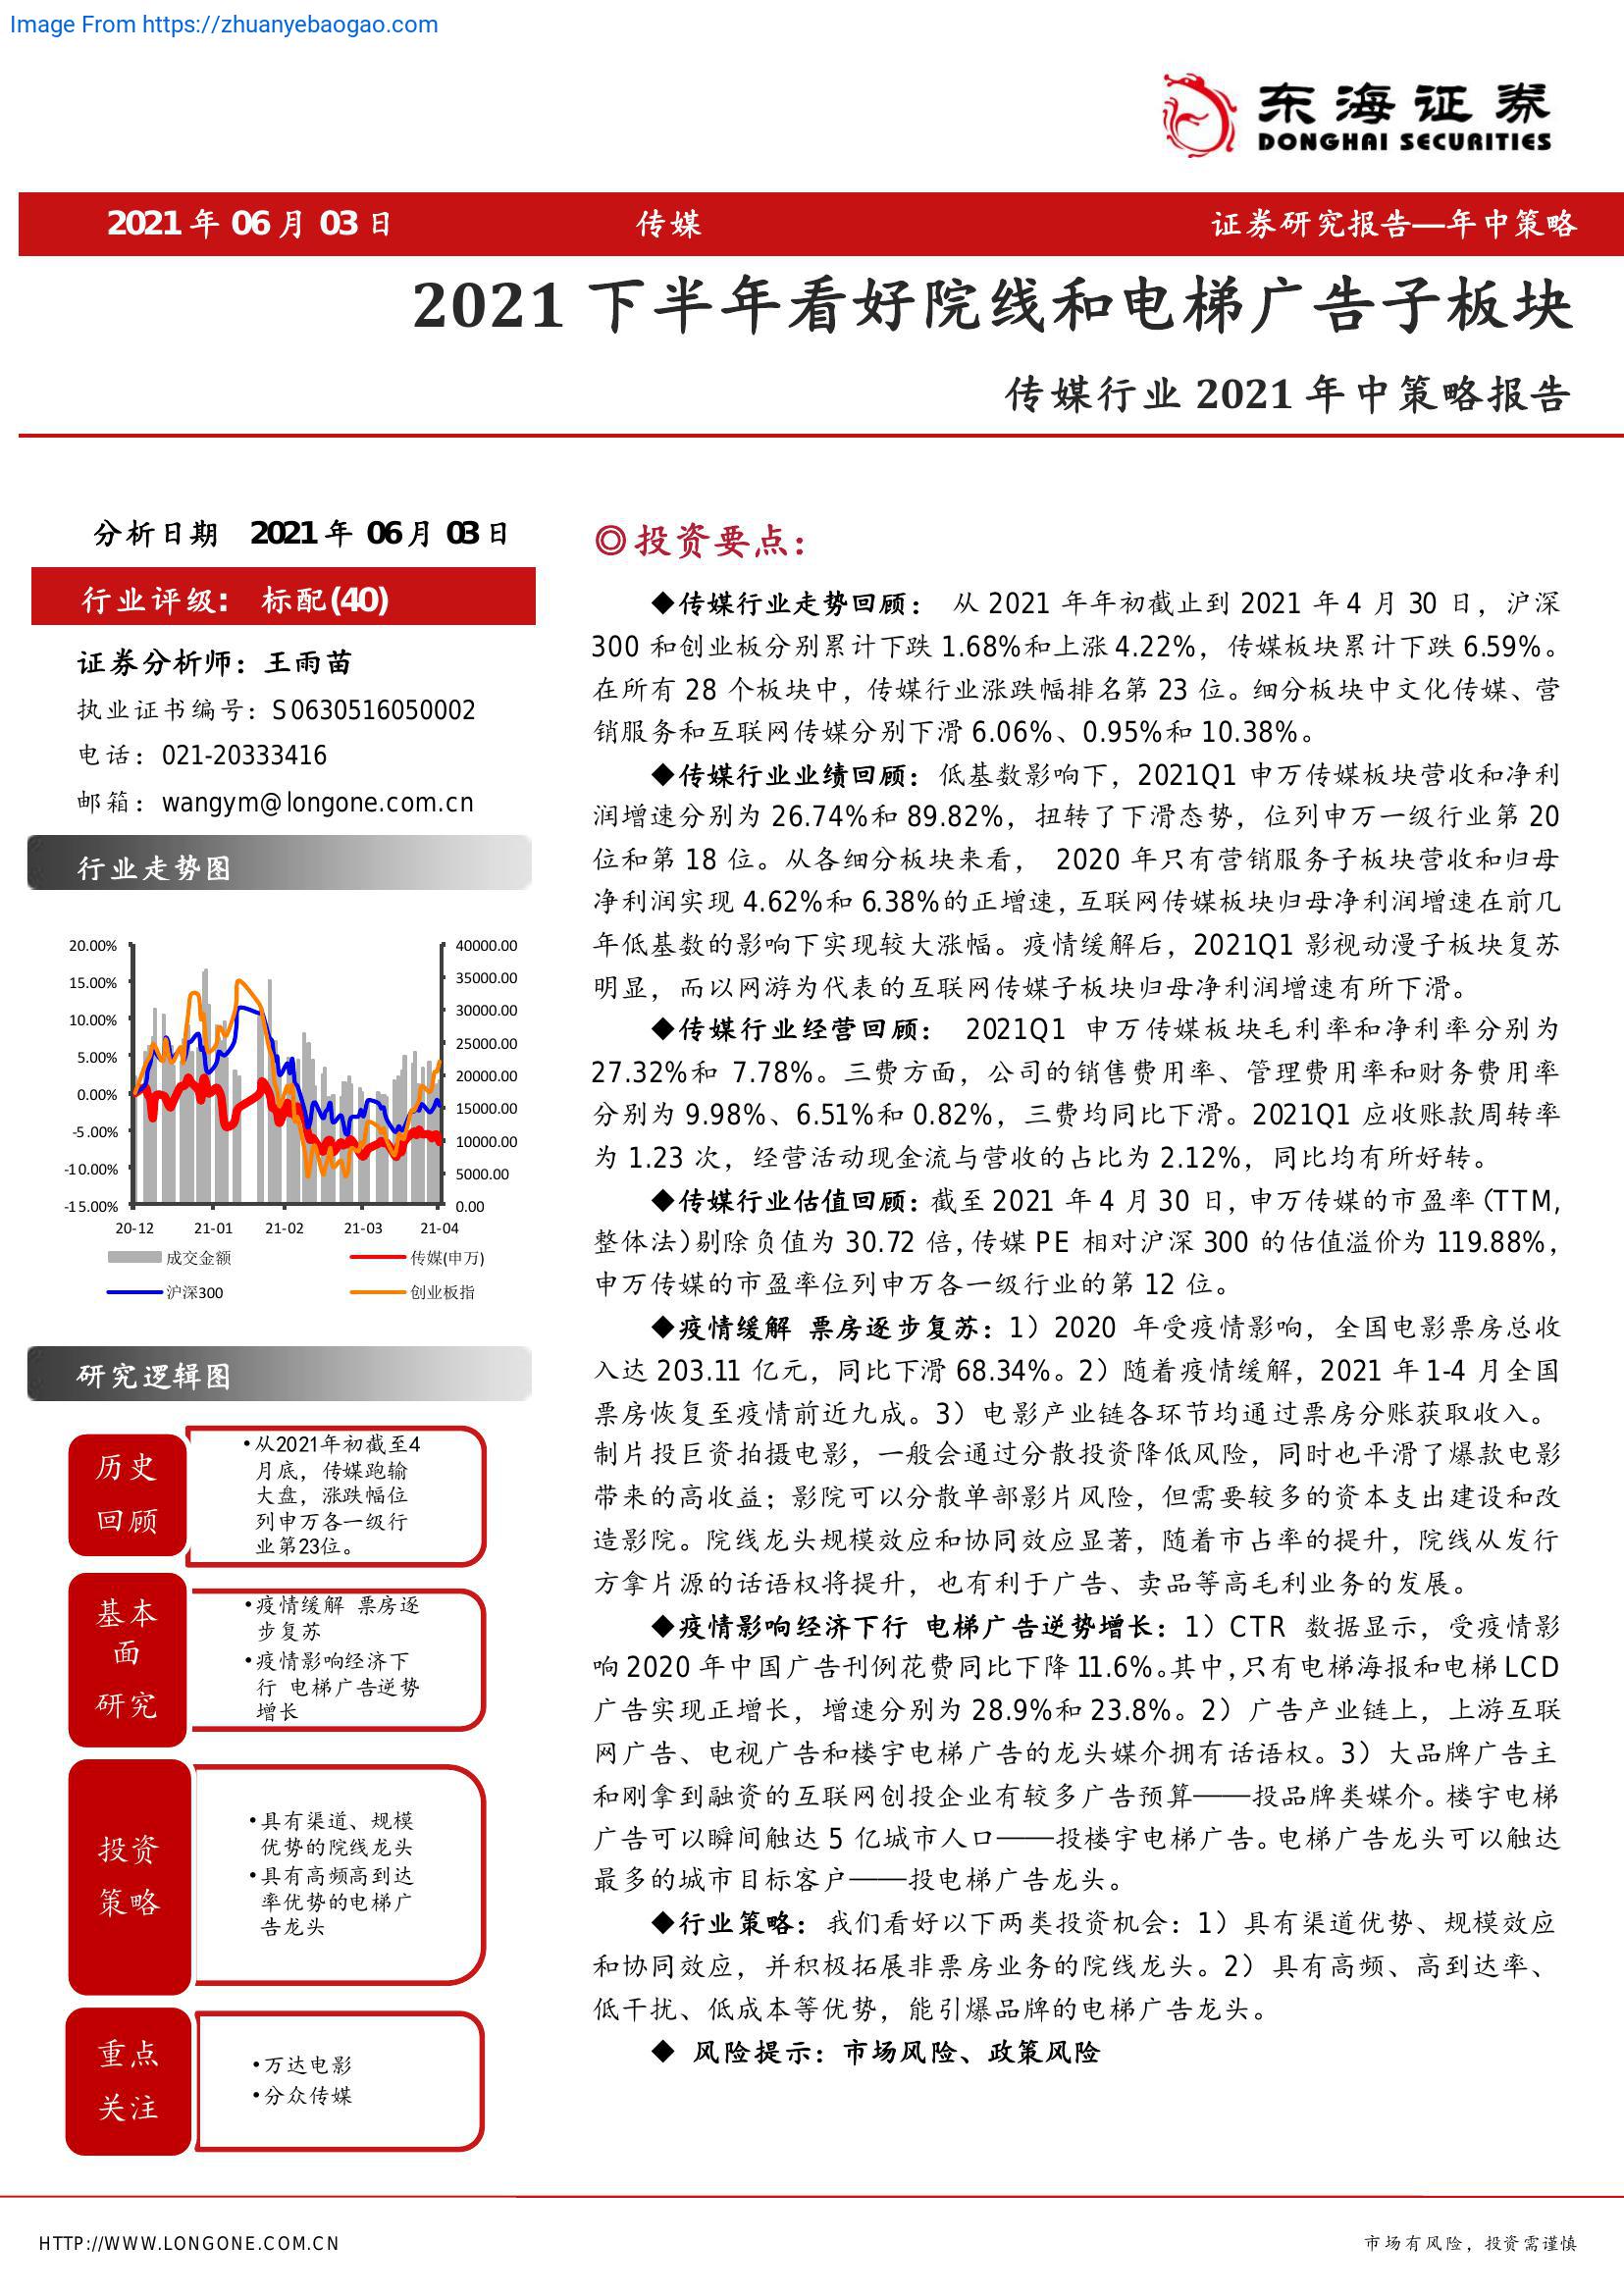 Image From https://zhuanyebaogao.com
东海证券
DONGHAI SECURITIES
2021 年 06 月 03 日 传媒 证券研究报告—年中策略
2021 下半年看好院线和电梯广告子板块
传媒行业 2021 年中策略报告
分析日期 2021 年 06 月 03 日
行业评级: 标配(40)
证券分析师：王雨苗
执业证书编号：S0630516050002
电话：021-20333416
邮箱：wangym@longone.com.cn
行业走势图
20.00%
15.00%
10.00%
5.00%
0.00%
-5.00%
-10.00%
-15.00%
40000.00
35000.00
30000.00
25000.00
20000.00
15000.00
10000.00
5000.00
0.00
20-12 21-01 21-02 21-03 21-04
成交金额 传媒(申万)
沪深300 创业板指
研究逻辑图
历史
回顾
•从2021年初截至4
月底，传媒跑输
大盘，涨跌幅位
列申万各一级行
业第23位。
基本
面
研究
•疫情缓解 票房逐
步复苏
•疫情影响经济下
行 电梯广告逆势
增长
投资
策略
•具有渠道、规模
优势的院线龙头
•具有高频高到达
率优势的电梯广
告龙头
重点
关注
•万达电影
•分众传媒
◎投资要点：
◆传媒行业走势回顾： 从 2021 年年初截止到 2021 年 4 月 30 日，沪深
300 和创业板分别累计下跌 1.68%和上涨 4.22%，传媒板块累计下跌 6.59%。
在所有 28 个板块中，传媒行业涨跌幅排名第 23 位。细分板块中文化传媒、营
销服务和互联网传媒分别下滑 6.06%、0.95%和 10.38%。
◆传媒行业业绩回顾：低基数影响下，2021Q1 申万传媒板块营收和净利
润增速分别为 26.74%和 89.82%，扭转了下滑态势，位列申万一级行业第 20
位和第 18 位。从各细分板块来看， 2020 年只有营销服务子板块营收和归母
净利润实现 4.62%和 6.38%的正增速，互联网传媒板块归母净利润增速在前几
年低基数的影响下实现较大涨幅。疫情缓解后，2021Q1 影视动漫子板块复苏
明显，而以网游为代表的互联网传媒子板块归母净利润增速有所下滑。
◆传媒行业经营回顾： 2021Q1 申万传媒板块毛利率和净利率分别为
27.32%和 7.78%。三费方面，公司的销售费用率、管理费用率和财务费用率
分别为 9.98%、6.51%和 0.82%，三费均同比下滑。2021Q1 应收账款周转率
为 1.23 次，经营活动现金流与营收的占比为 2.12%，同比均有所好转。
◆传媒行业估值回顾：截至 2021 年 4 月 30 日，申万传媒的市盈率（TTM,
整体法）剔除负值为 30.72 倍，传媒 PE 相对沪深 300 的估值溢价为 119.88%，
申万传媒的市盈率位列申万各一级行业的第 12 位。
◆疫情缓解 票房逐步复苏：1）2020 年受疫情影响，全国电影票房总收
入达 203.11 亿元，同比下滑 68.34%。2）随着疫情缓解，2021 年 1-4 月全国
票房恢复至疫情前近九成。3）电影产业链各环节均通过票房分账获取收入。
制片投巨资拍摄电影，一般会通过分散投资降低风险，同时也平滑了爆款电影
带来的高收益；影院可以分散单部影片风险，但需要较多的资本支出建设和改
造影院。院线龙头规模效应和协同效应显著，随着市占率的提升，院线从发行
方拿片源的话语权将提升，也有利于广告、卖品等高毛利业务的发展。
◆疫情影响经济下行 电梯广告逆势增长：1）CTR 数据显示，受疫情影
响 2020 年中国广告刊例花费同比下降 11.6%。其中，只有电梯海报和电梯 LCD
广告实现正增长，增速分别为 28.9%和 23.8%。2）广告产业链上，上游互联
网广告、电视广告和楼宇电梯广告的龙头媒介拥有话语权。3）大品牌广告主
和刚拿到融资的互联网创投企业有较多广告预算——投品牌类媒介。楼宇电梯
广告可以瞬间触达 5 亿城市人口——投楼宇电梯广告。电梯广告龙头可以触达
最多的城市目标客户——投电梯广告龙头。
◆行业策略：我们看好以下两类投资机会：1）具有渠道优势、规模效应
和协同效应，并积极拓展非票房业务的院线龙头。2）具有高频、高到达率、
低干扰、低成本等优势，能引爆品牌的电梯广告龙头。
◆ 风险提示：市场风险、政策风险
HTTP://WWW.LONGONE.COM.CN 市场有风险，投资需谨慎